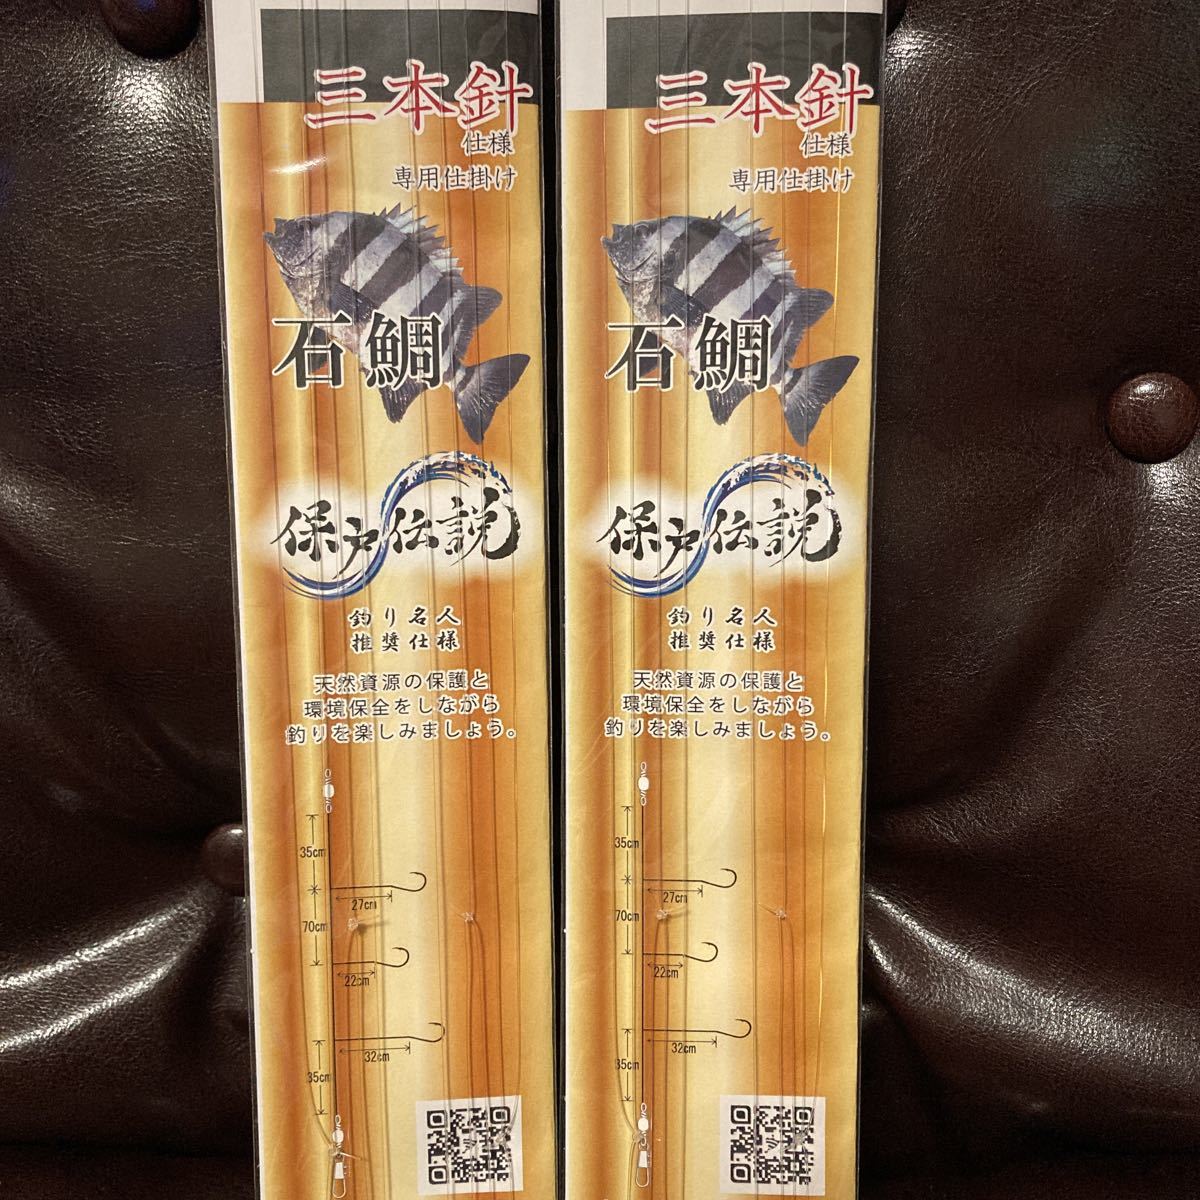 三本針
仕様
専用仕掛け
石鯛
保戸伝説
釣り名人
推奨仕様
天然資源の保護と
環境保全をしながら
釣りを楽しみましょう。
35cm
27cm
70cm
22cm
32cm
35cm
三本針
仕様
専用仕掛け
石鯛
保戸伝説
釣り名人
推奨仕様
天然資源の保護と
環境保全をしながら
釣りを楽しみましょう。
35cm
27cm
70cm
22cm
32cm
35cm